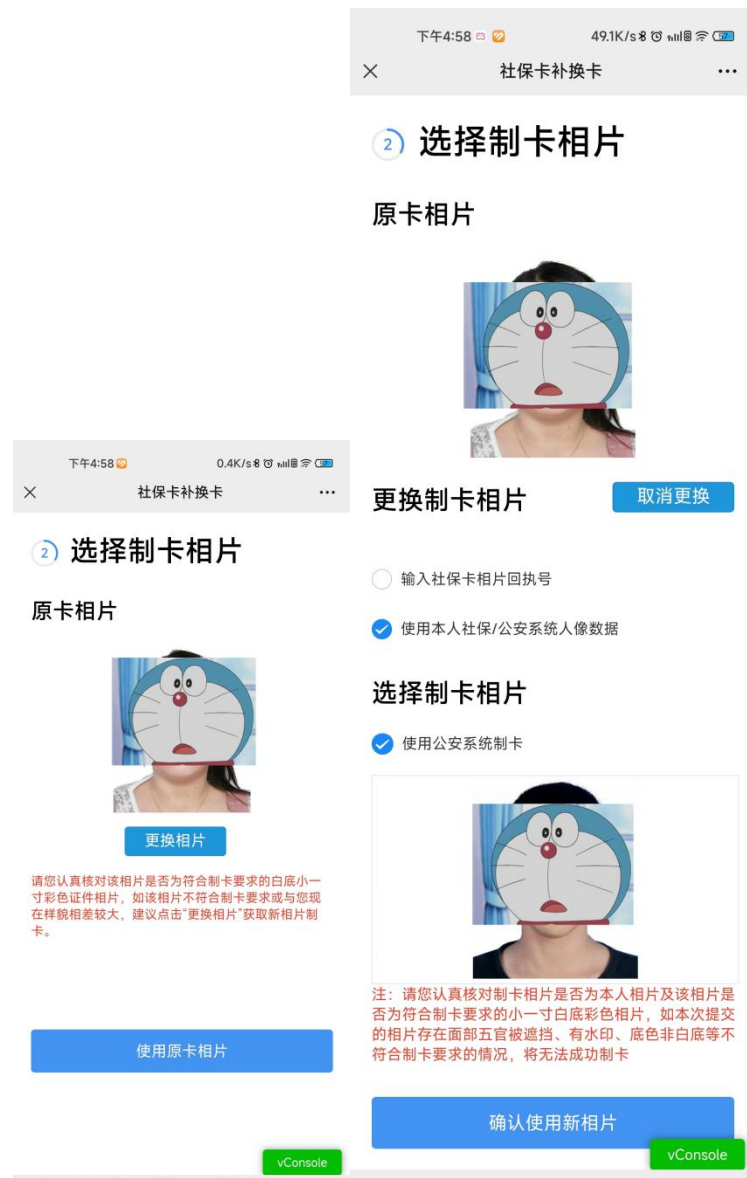 下午4:58
0.4K/s
社保卡补换卡
2 选择制卡相片
原卡相片
更换相片
请您认真核对该相片是否为符合制卡要求的白底小一
寸彩色证件相片，如该相片不符合制卡要求或与您现
在样貌相差较大，建议点击“更换相片”获取新相片制
卡。
使用原卡相片
vConsole
下午4:58
49.1K/s
57
社保卡补换卡
2 选择制卡相片
原卡相片
更换制卡相片
取消更换
输入社保卡相片回执号
使用本人社保/公安系统人像数据
选择制卡相片
使用公安系统制卡
注：请您认真核对制卡相片是否为本人相片及该相片是
否为符合制卡要求的小一寸白底彩色相片，如本次提交
的相片存在面部五官被遮挡、有水印、底色非白底等不
符合制卡要求的情况，将无法成功制卡
确认使用新相片
vConsole